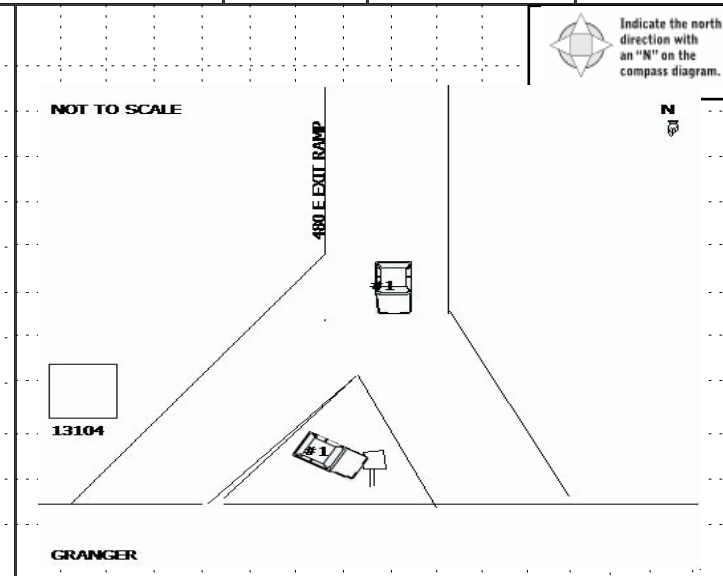 Indicate the north
direction with
an "N" on the
compass diagram.
NOT TO SCALE
N
480 E EXIT RAMP
#1
13104
#1
GRANGER